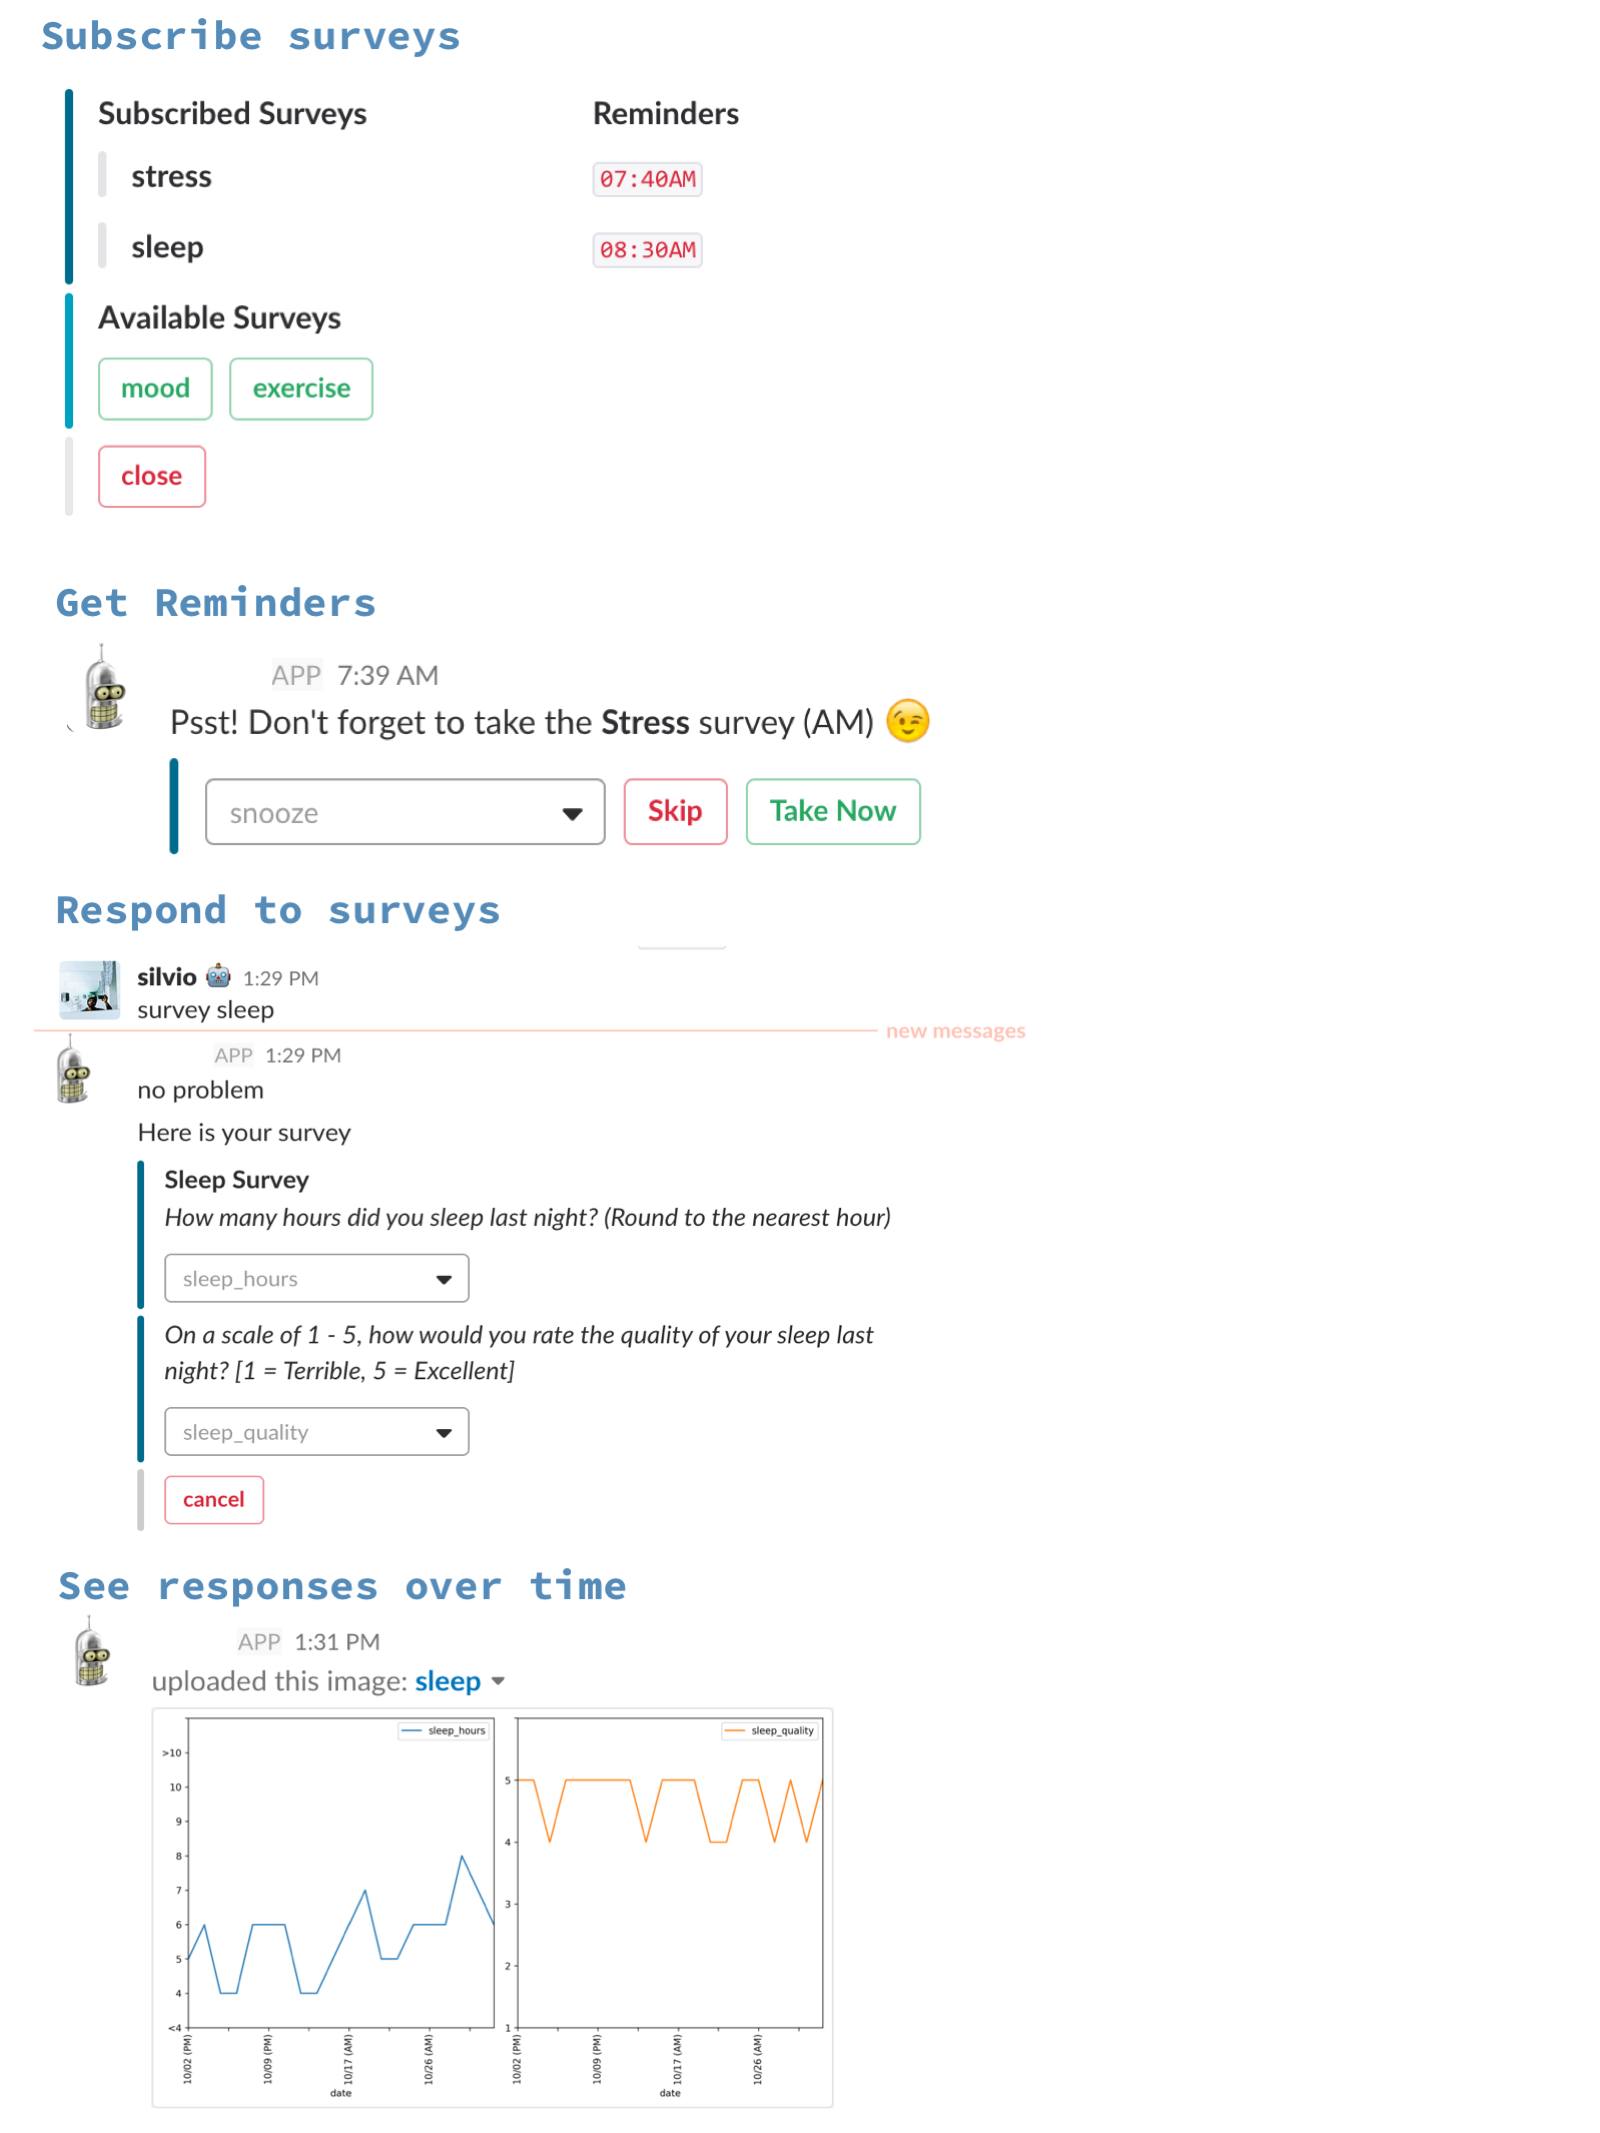 Subscribe surveys
Subscribed Surveys Reminders
stress 07:40AM
sleep 08:30AM
Available Surveys
mood exercise
close
Get Reminders
APP 7:39 AM
Psst! Don't forget to take the Stress survey (AM) 😉
snooze Skip Take Now
Respond to surveys
silvio 🤖 1:29 PM
survey sleep
new messages
APP 1:29 PM
no problem
Here is your survey
Sleep Survey
How many hours did you sleep last night? (Round to the nearest hour)
sleep_hours
On a scale of 1 - 5, how would you rate the quality of your sleep last
night? [1 = Terrible, 5 = Excellent]
sleep_quality
cancel
See responses over time
APP 1:31 PM
uploaded this image: sleep
sleep_hours
>10
10
9
8
7
6
5
4
<4
10/02 (PM)
10/09 (PM)
10/17 (AM)
10/26 (AM)
date
sleep_quality
5
4
3
2
1
10/02 (PM)
10/09 (PM)
10/17 (AM)
10/26 (AM)
date